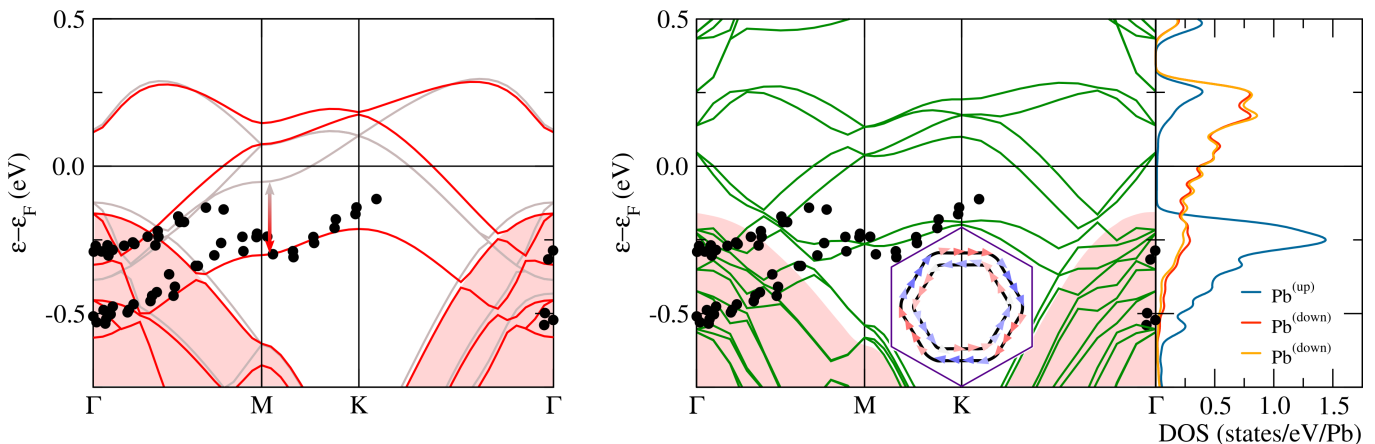 0.5
0.0
-0.5
ε−ε_F (eV)
Γ
M
K
Γ
0.5
0.0
-0.5
ε−ε_F (eV)
Γ
M
K
Γ
Pb(up)
Pb(down)
Pb(down)
0.5
1.0
1.5
DOS (states/eV/Pb)